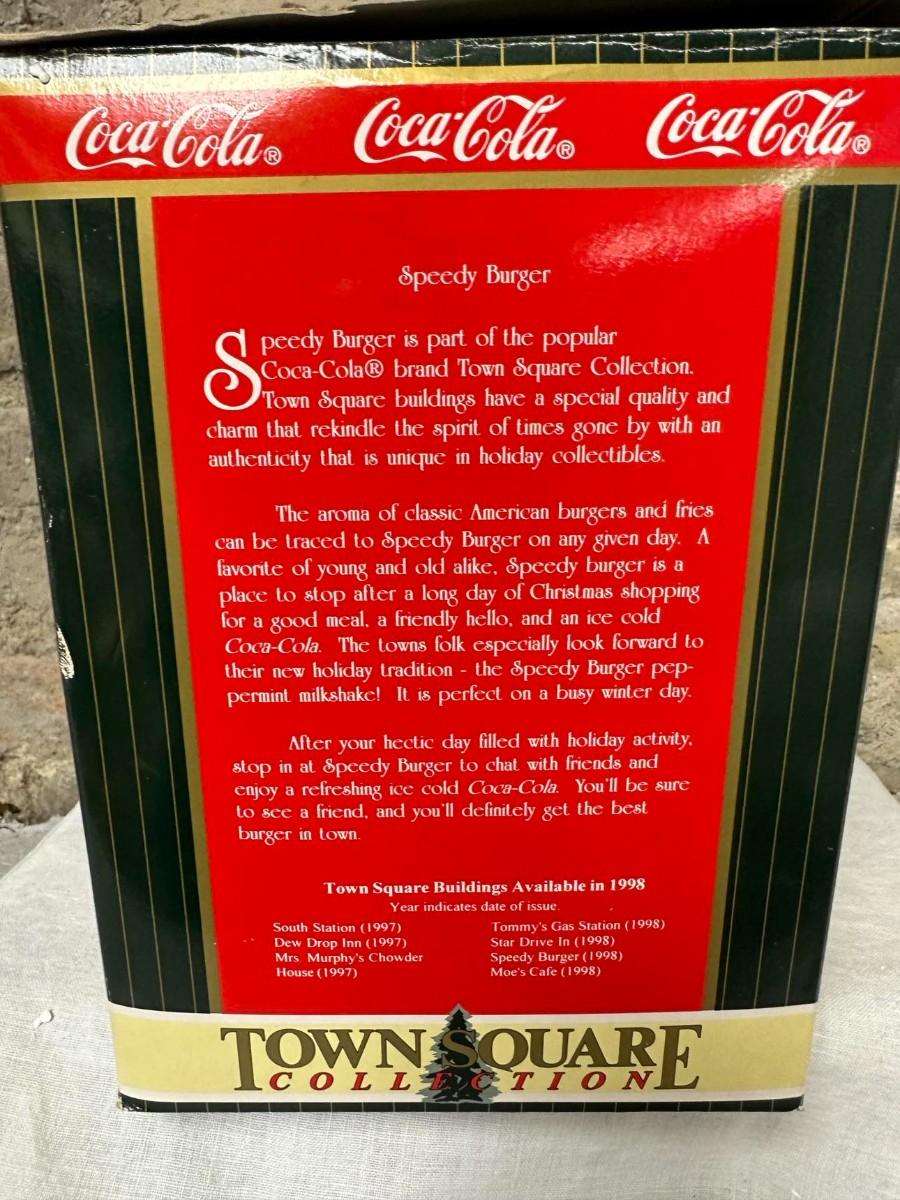 Coca-Cola® Coca-Cola® Coca-Cola®
Speedy Burger
Speedy Burger is part of the popular
Coca-Cola® brand Town Square Collection.
Town Square buildings have a special quality and
charm that rekindle the spirit of times gone by with an
authenticity that is unique in holiday collectibles.
The aroma of classic American burgers and fries
can be traced to Speedy Burger on any given day. A
favorite of young and old alike, Speedy burger is a
place to stop after a long day of Christmas shopping
for a good meal, a friendly hello, and an ice cold
Coca-Cola. The towns folk especially look forward to
their new holiday tradition - the Speedy Burger pep-
permint milkshake! It is perfect on a busy winter day.
After your hectic day filled with holiday activity,
stop in at Speedy Burger to chat with friends and
enjoy a refreshing ice cold Coca-Cola. You'll be sure
to see a friend, and you'll definitely get the best
burger in town.
Town Square Buildings Available in 1998
Year indicates date of issue.
South Station (1997)
Dew Drop Inn (1997)
Mrs. Murphy's Chowder
House (1997)
Tommy's Gas Station (1998)
Star Drive In (1998)
Speedy Burger (1998)
Moe's Cafe (1998)
TOWN SQUARE
COLLECTION